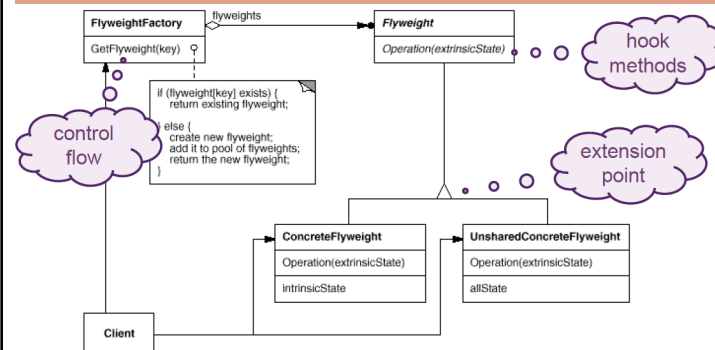 FlyweightFactory
flyweights
Flyweight
GetFlyweight(key)
Operation(extrinsicState)
hook
methods
if (flyweight[key] exists) {
return existing flyweight;
} else {
create new flyweight;
add it to pool of flyweights;
return the new flyweight;
}
control
flow
extension
point
ConcreteFlyweight
Operation(extrinsicState)
intrinsicState
UnsharedConcreteFlyweight
Operation(extrinsicState)
allState
Client